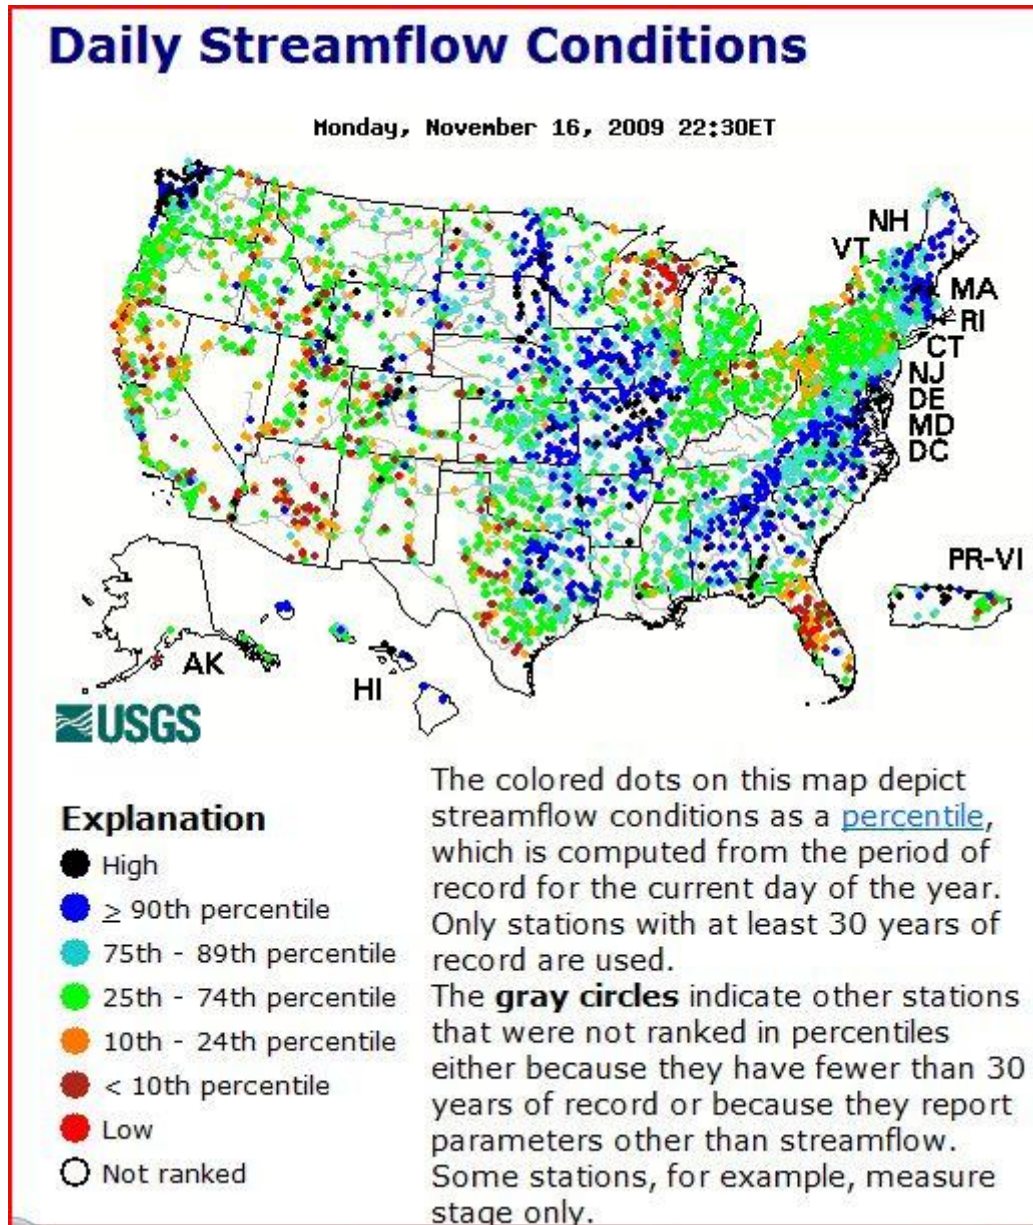 Daily Streamflow Conditions
Monday, November 16, 2009 22:30ET
NH
VT
MA
RI
CT
NJ
DE
MD
DC
PR-VI
AK
HI
USGS
Explanation
High
≥ 90th percentile
75th - 89th percentile
25th - 74th percentile
10th - 24th percentile
< 10th percentile
Low
Not ranked
The colored dots on this map depict
streamflow conditions as a percentile,
which is computed from the period of
record for the current day of the year.
Only stations with at least 30 years of
record are used.
The gray circles indicate other stations
that were not ranked in percentiles
either because they have fewer than 30
years of record or because they report
parameters other than streamflow.
Some stations, for example, measure
stage only.